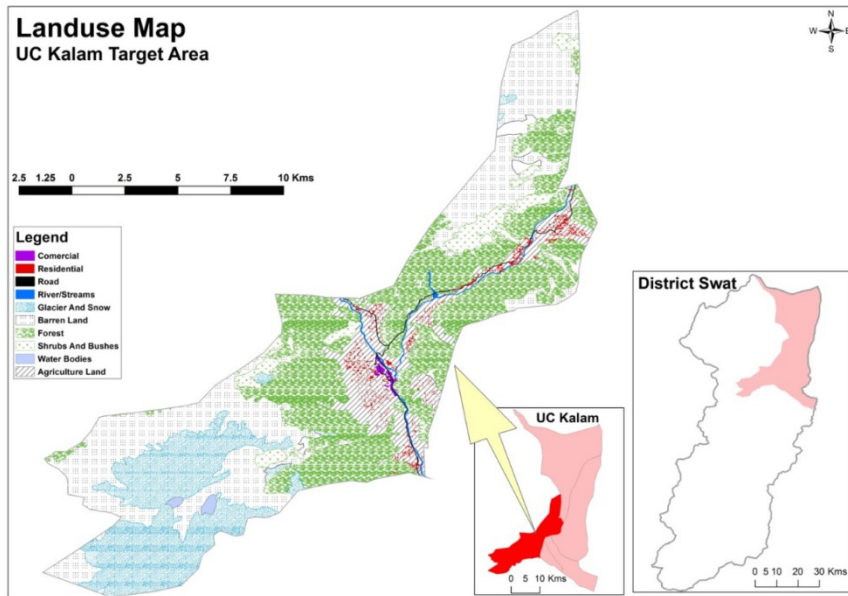 Landuse Map
UC Kalam Target Area
N
W E
S
2.5 1.25 0 2.5 5 7.5 10 Kms
Legend
Comercial
Residential
Road
River/Streams
Glacier And Snow
Barren Land
Forest
Shrubs And Bushes
Water Bodies
Agriculture Land
District Swat
0 5 10 20 30 Kms
UC Kalam
0 5 10 Kms